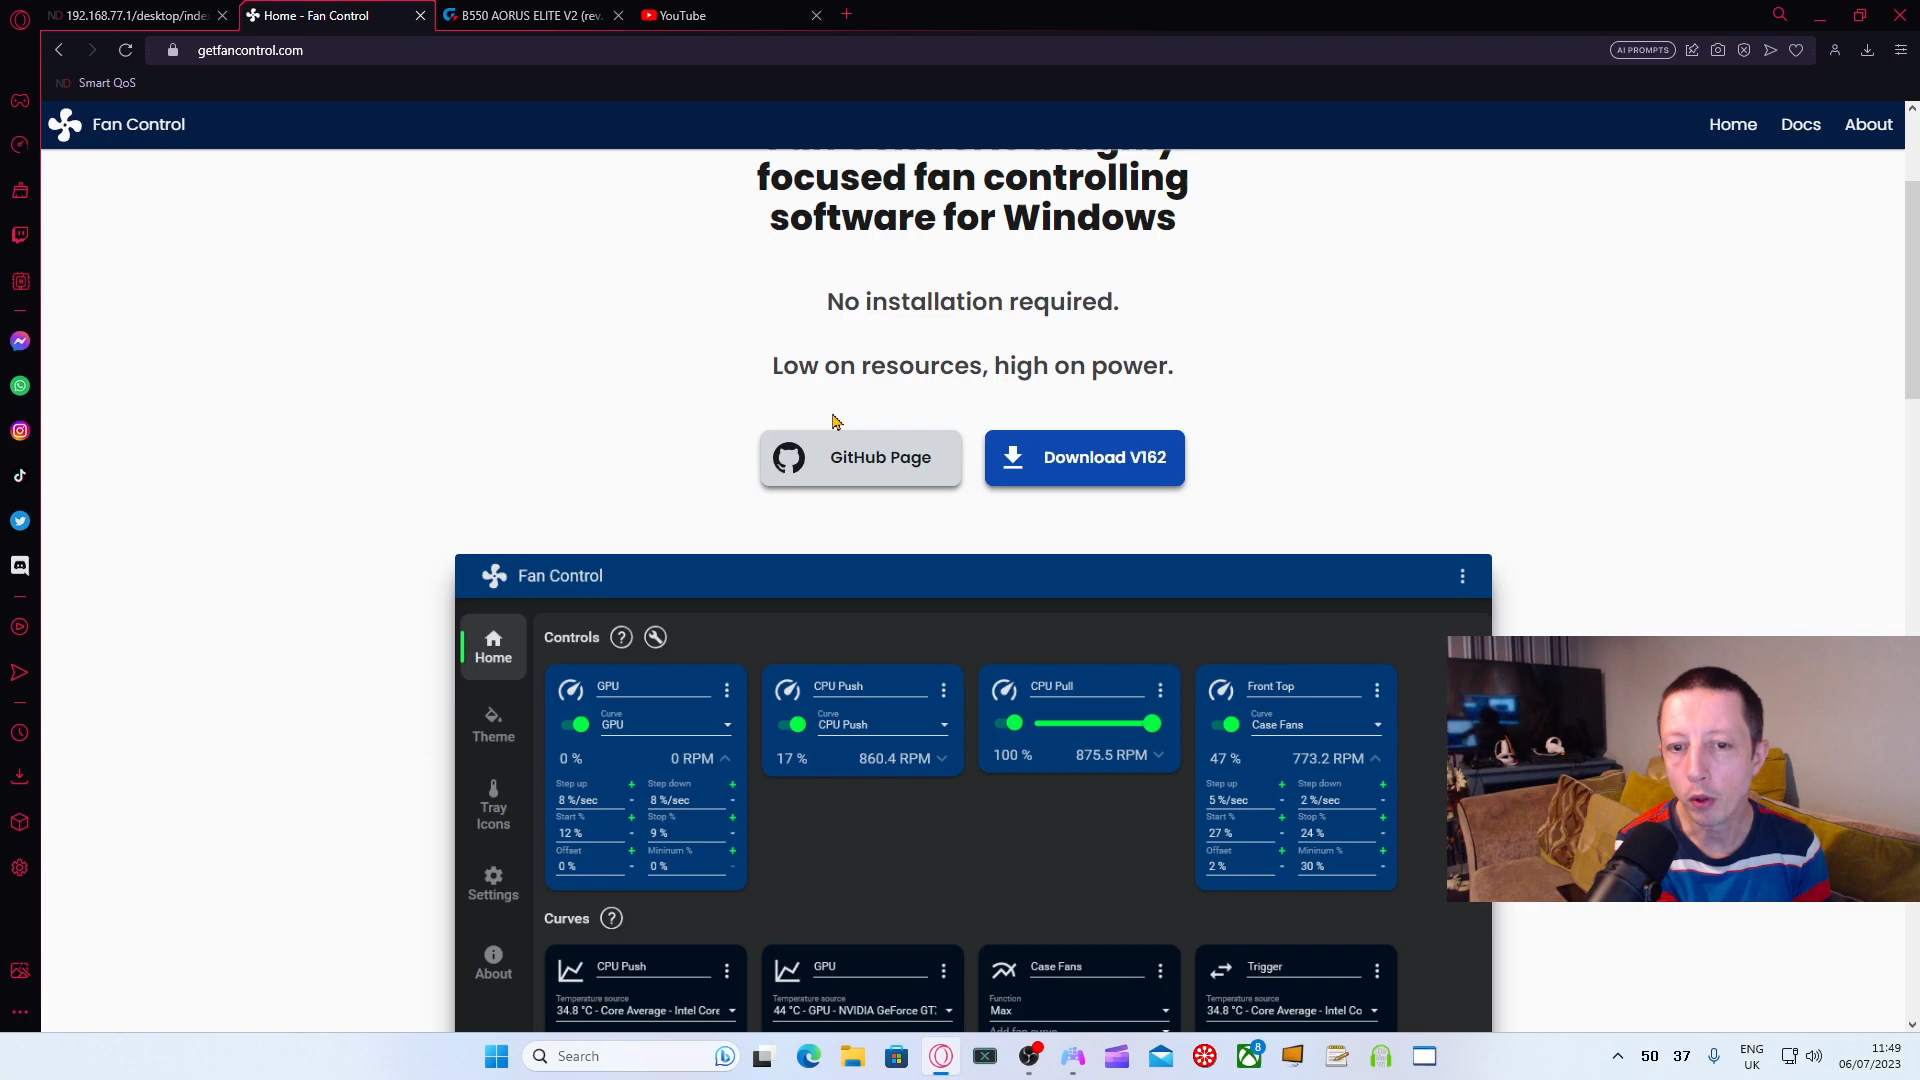 192.168.77.1/desktop/inde
Home - Fan Control
B550 AORUS ELITE V2 (rev.
YouTube
getfancontrol.com
AI PROMPTS
ND Smart QoS
Fan Control
Home
Docs
About
focused fan controlling
software for Windows
No installation required.
Low on resources, high on power.
GitHub Page
Download V162
Fan Control
Home
Theme
Tray
Icons
Settings
About
Controls
GPU
Curve
GPU
0 %
0 RPM
Step up
Step down
8 %/sec
8 %/sec
Start %
Stop %
12 %
9 %
Offset
Minimum %
0 %
0 %
CPU Push
Curve
CPU Push
17 %
860.4 RPM
CPU Pull
100 %
875.5 RPM
Front Top
Curve
Case Fans
47 %
773.2 RPM
Step up
Step down
5 %/sec
2 %/sec
Start %
Stop %
27 %
24 %
Offset
Minimum %
2 %
30 %
Curves
CPU Push
Temperature source
34.8 °C - Core Average - Intel Core
GPU
Temperature source
44 °C - GPU - NVIDIA GeForce GT
Case Fans
Function
Max
Trigger
Temperature source
34.8 °C - Core Average - Intel Co
Search
8
50
37
ENG
UK
11:49
06/07/2023